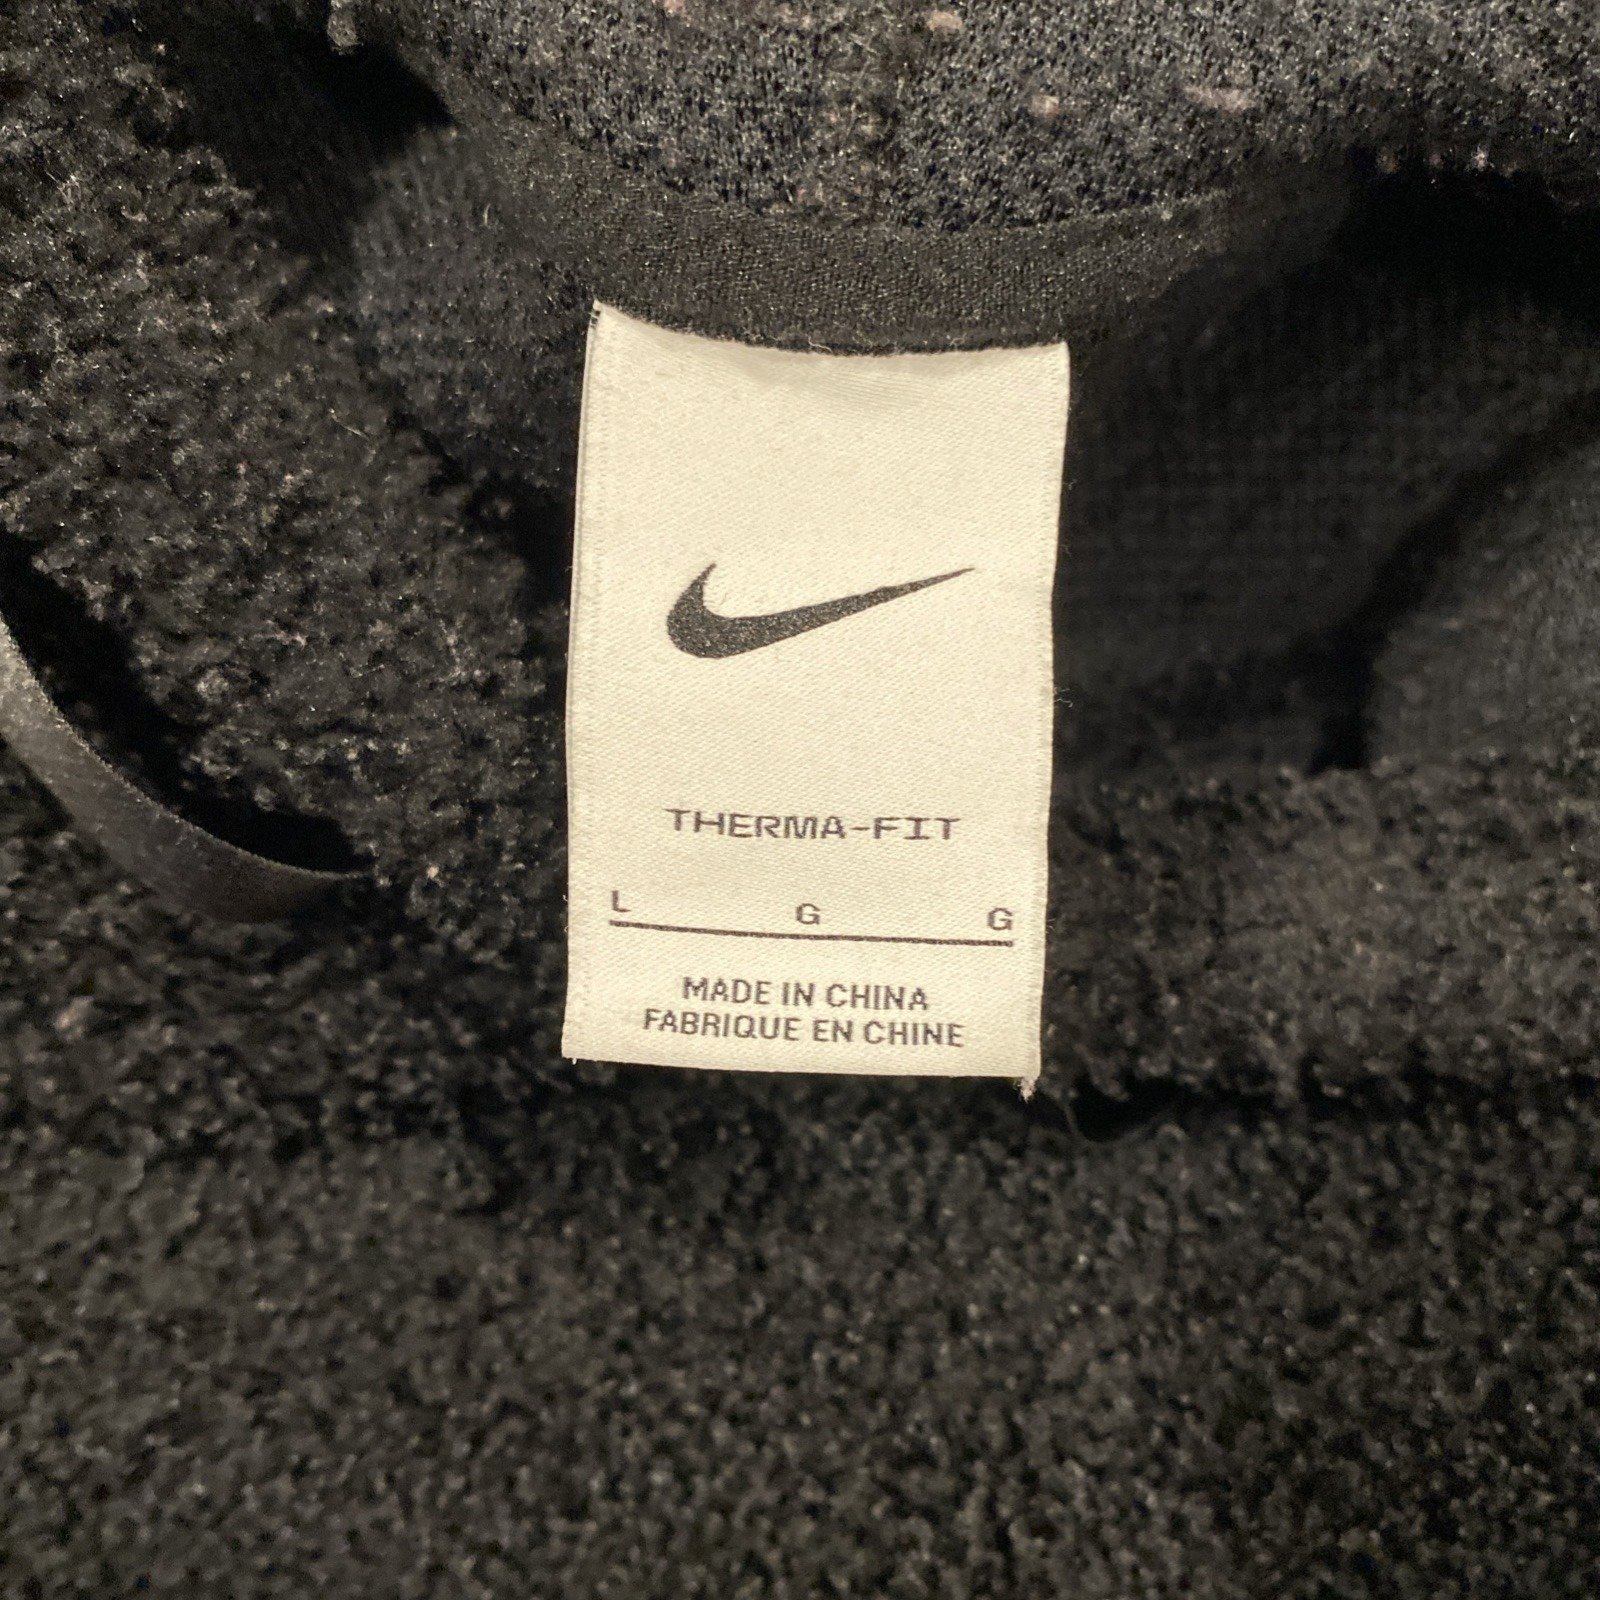 THERMA-FIT
L G G
MADE IN CHINA
FABRIQUE EN CHINE